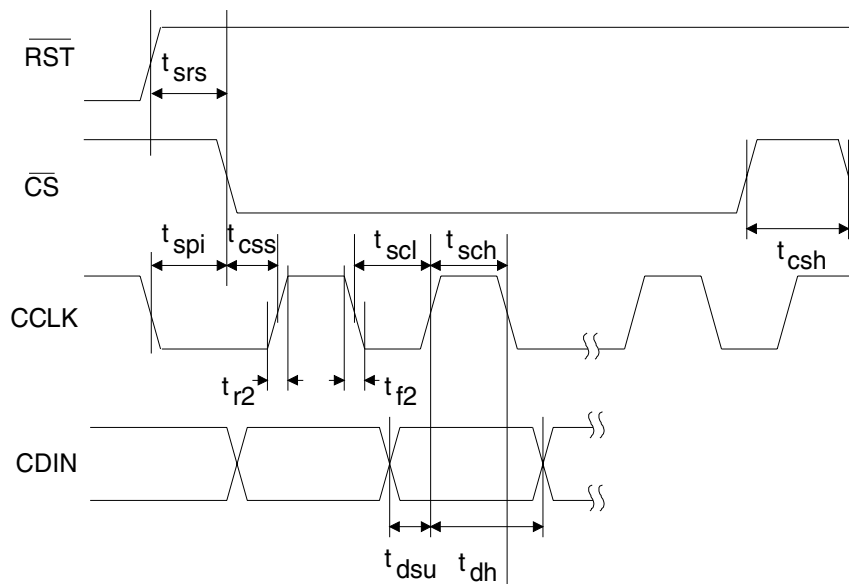 RST
t srs
CS
t spi
t css
t scl
t sch
t csh
CCLK
t r2
t f2
CDIN
t dsu
t dh